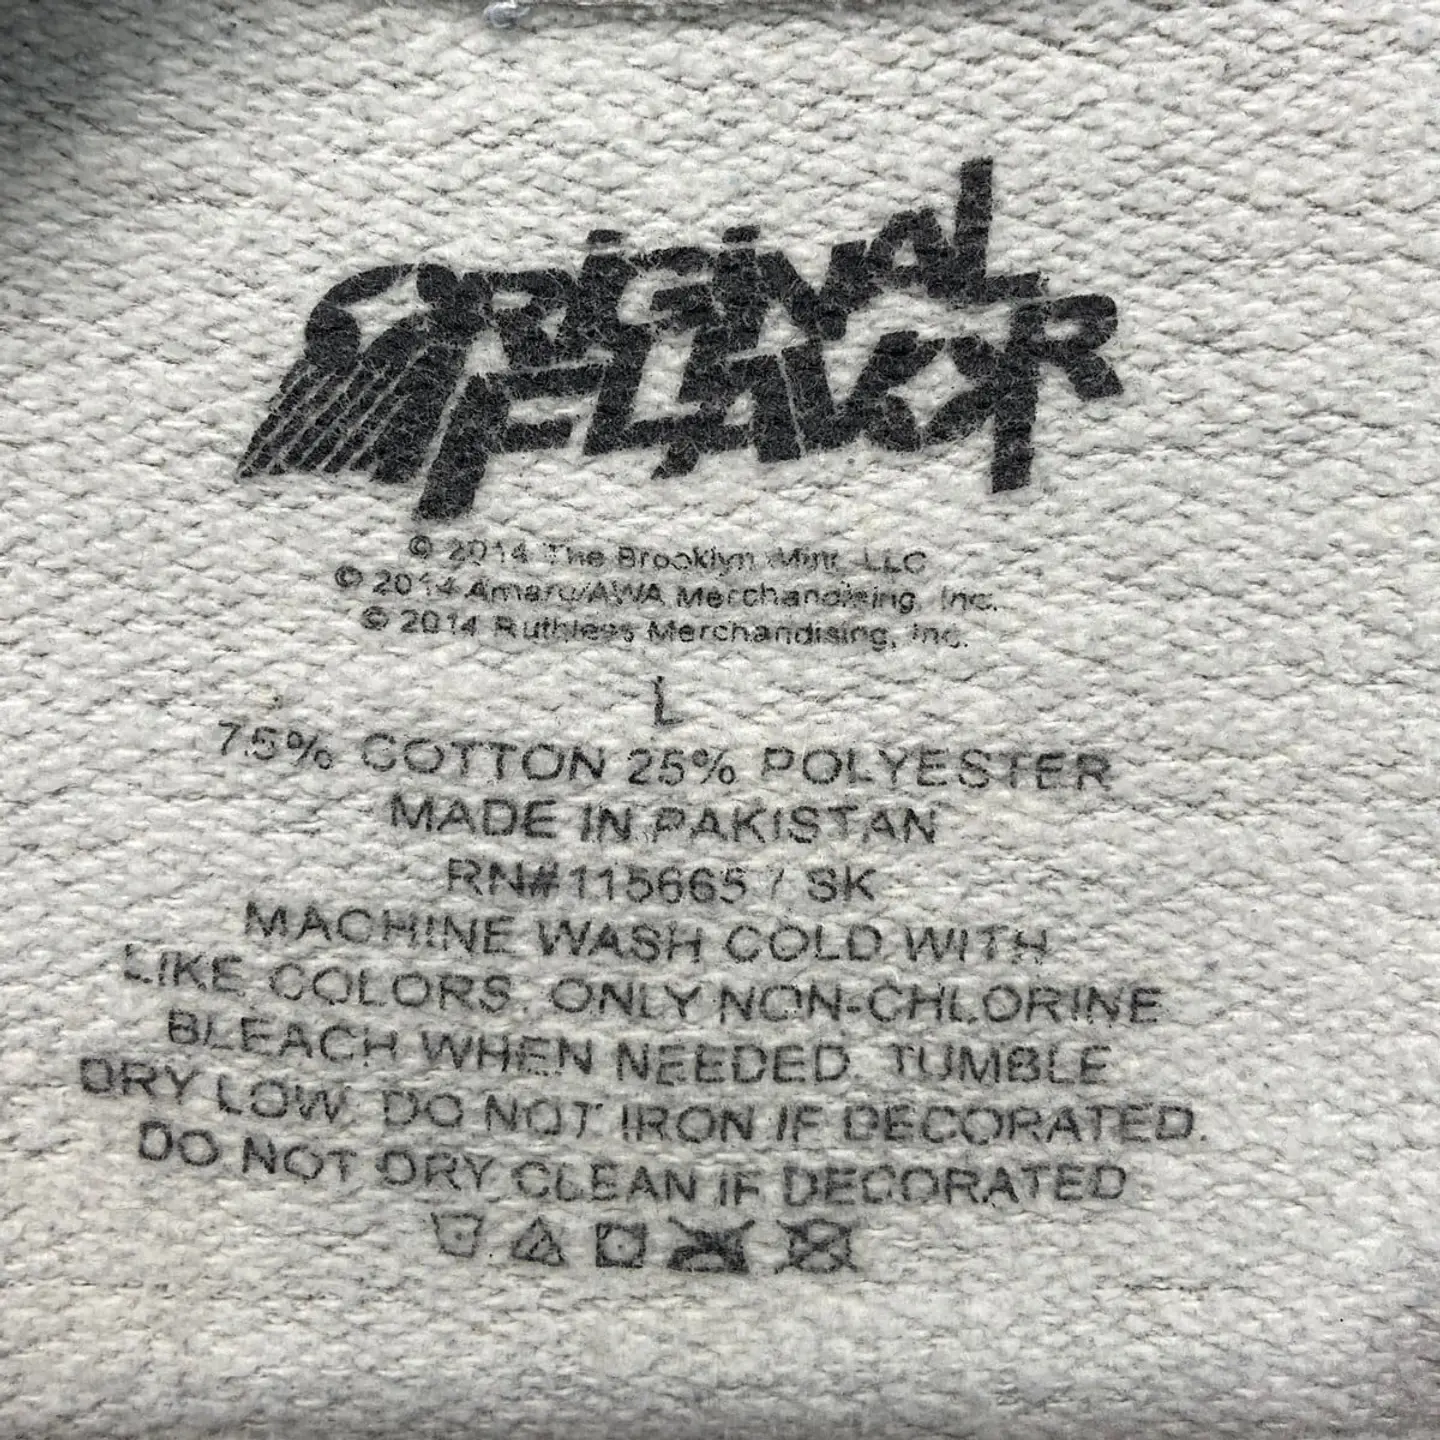 ORIGINAL
FLAVOR
© 2014 The Brooklyn Mint, LLC
© 2014 Amaru/AWA Merchandising, Inc.
© 2014 Ruthless Merchandising, Inc.
L
75% COTTON 25% POLYESTER
MADE IN PAKISTAN
RN#115665 / SK
MACHINE WASH COLD WITH
LIKE COLORS. ONLY NON-CHLORINE
BLEACH WHEN NEEDED. TUMBLE
DRY LOW. DO NOT IRON IF DECORATED.
DO NOT DRY CLEAN IF DECORATED